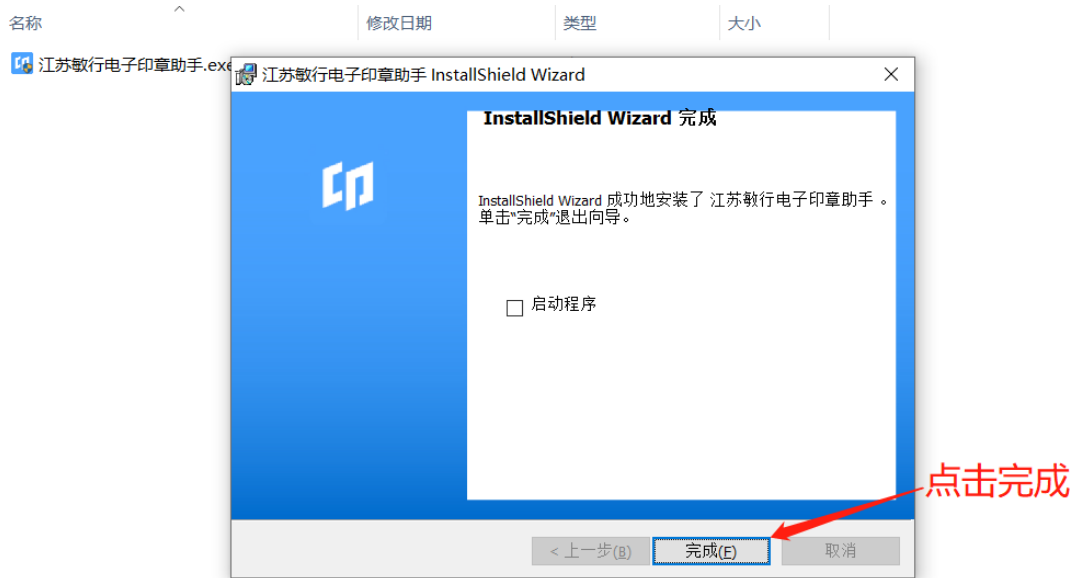 名称 修改日期 类型 大小
江苏敏行电子印章助手.exe
江苏敏行电子印章助手 InstallShield Wizard
InstallShield Wizard 完成
InstallShield Wizard 成功地安装了 江苏敏行电子印章助手 。
单击“完成”退出向导。
启动程序
点击完成
< 上一步(B) 完成(F) 取消